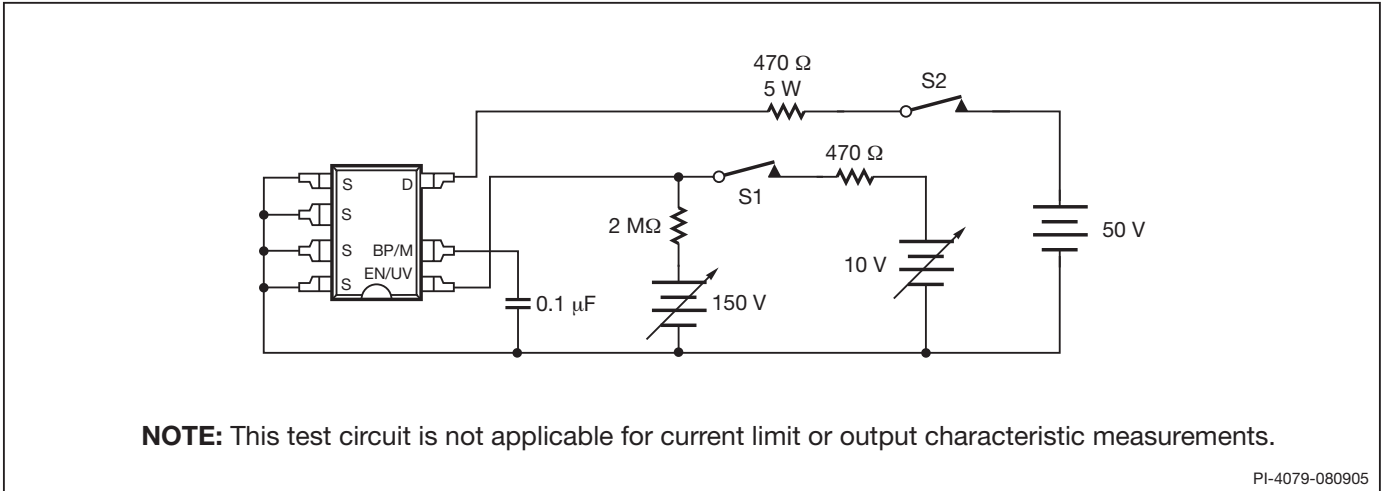 470 Ω
5 W
S2
470 Ω
S1
S
D
S
S
BP/M
S
EN/UV
2 MΩ
0.1 μF
150 V
10 V
50 V
NOTE: This test circuit is not applicable for current limit or output characteristic measurements.
PI-4079-080905